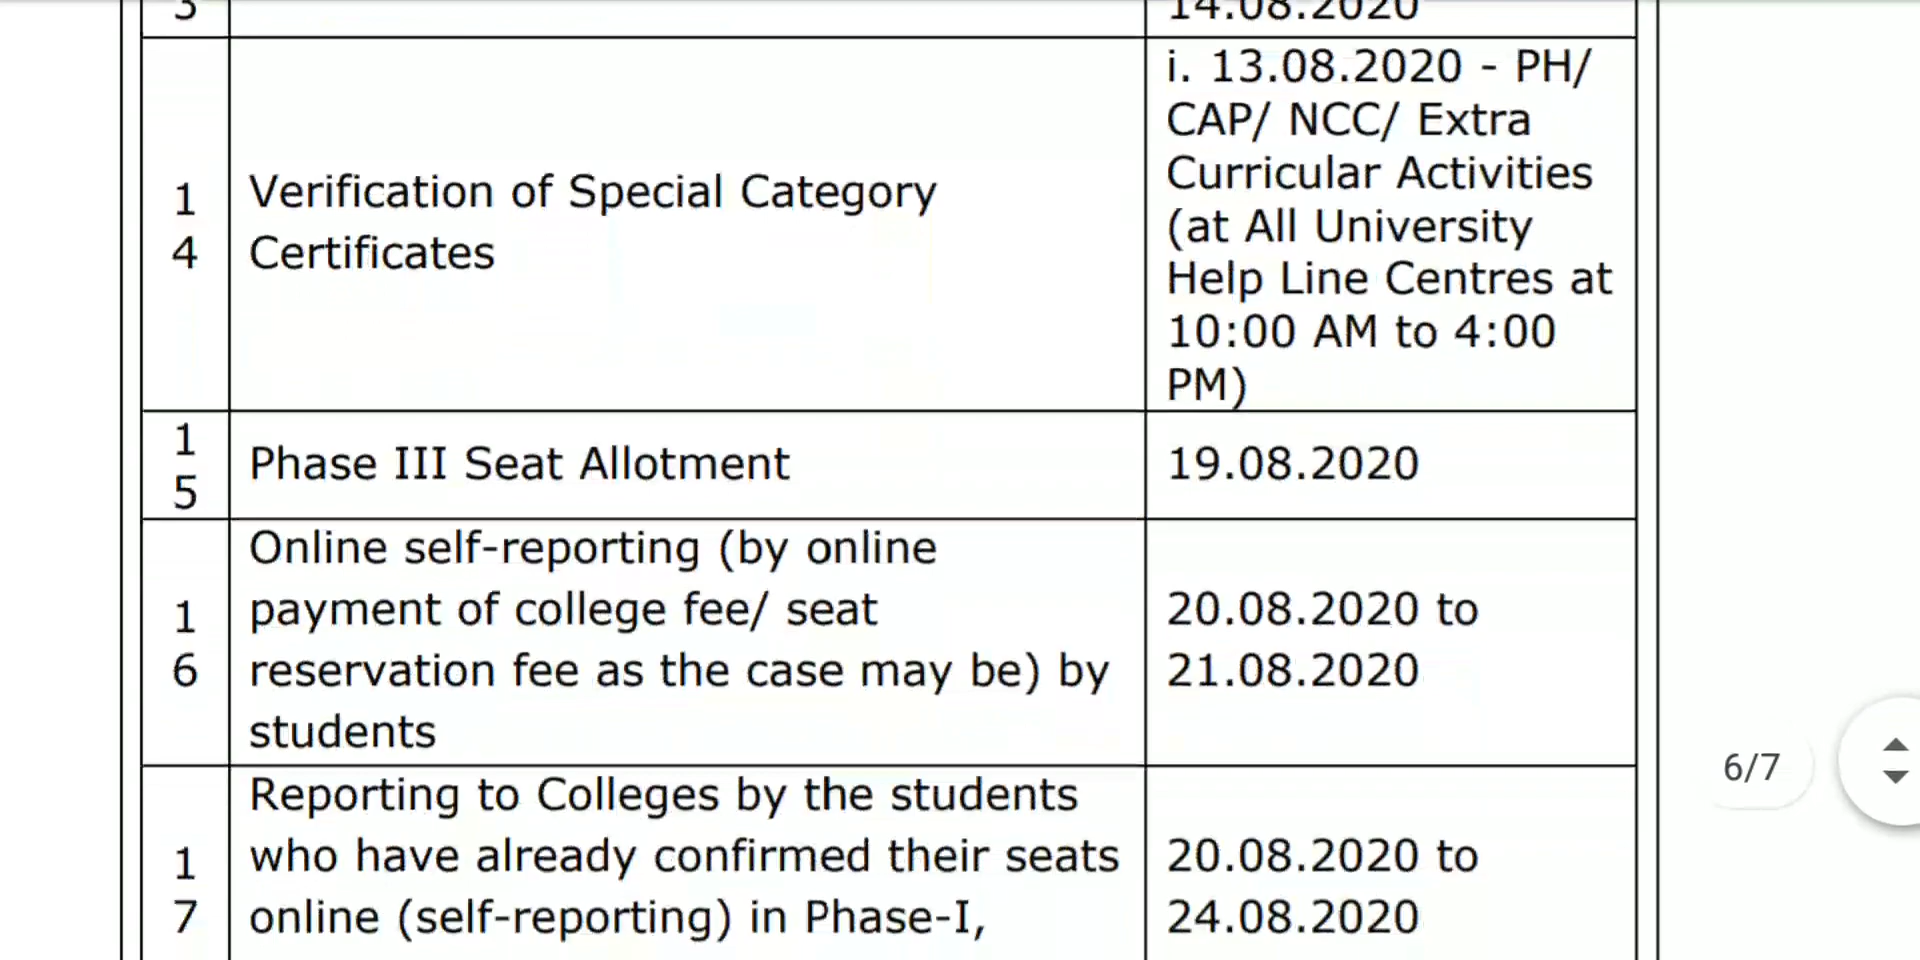 3
14.08.2020
1
4
Verification of Special Category
Certificates
i. 13.08.2020 - PH/
CAP/ NCC/ Extra
Curricular Activities
(at All University
Help Line Centres at
10:00 AM to 4:00
PM)
1
5
Phase III Seat Allotment
19.08.2020
1
6
Online self-reporting (by online
payment of college fee/ seat
reservation fee as the case may be) by
students
20.08.2020 to
21.08.2020
1
7
Reporting to Colleges by the students
who have already confirmed their seats
online (self-reporting) in Phase-I,
20.08.2020 to
24.08.2020
6/7